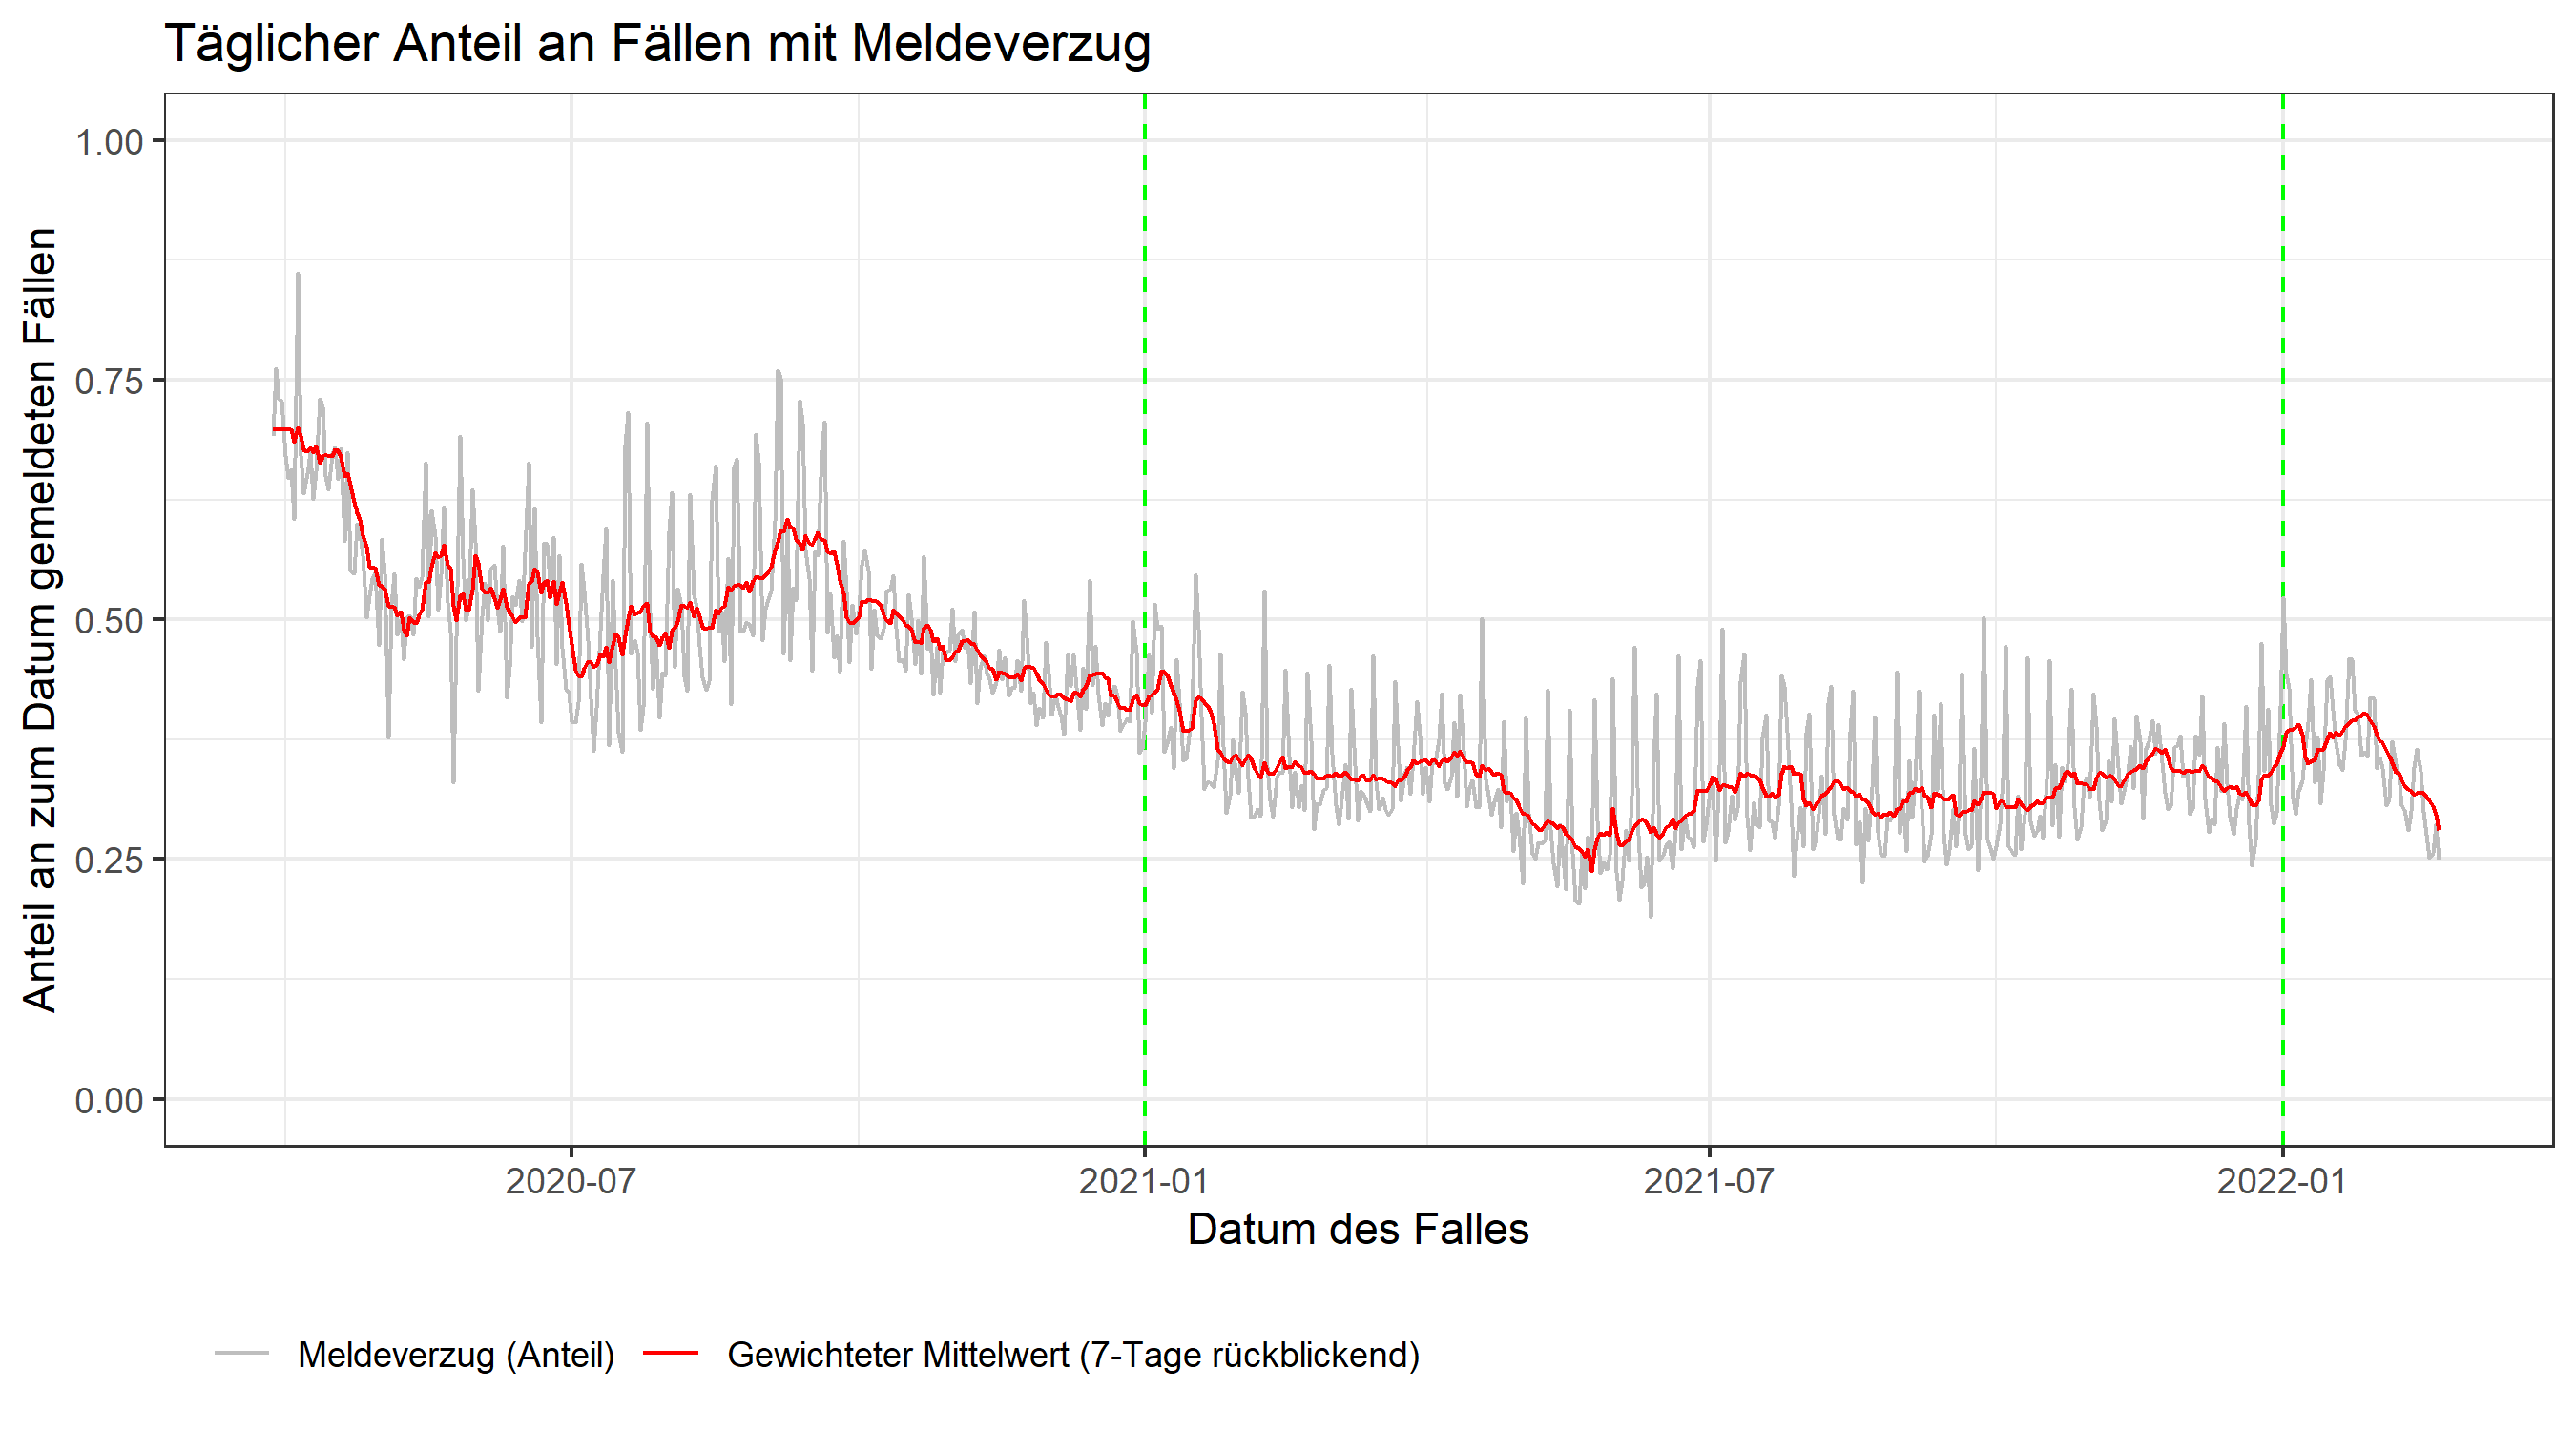 Täglicher Anteil an Fällen mit Meldeverzug
Anteil an zum Datum gemeldeten Fällen
1.00
0.75
0.50
0.25
0.00
2020-07
2021-01
2021-07
2022-01
Datum des Falles
Meldeverzug (Anteil)
Gewichteter Mittelwert (7-Tage rückblickend)